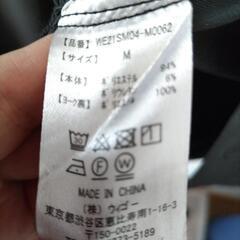 (品番) WE21SM04-M0062
(サイズ) M
(本体) ポリエステル 94%
ポリウレタン 6%
(ヨーク裏) ポリエステル 100%
MADE IN CHINA
(株) ウィゴー
東京都渋谷区恵比寿南1-16-3
〒150-0022
-5189